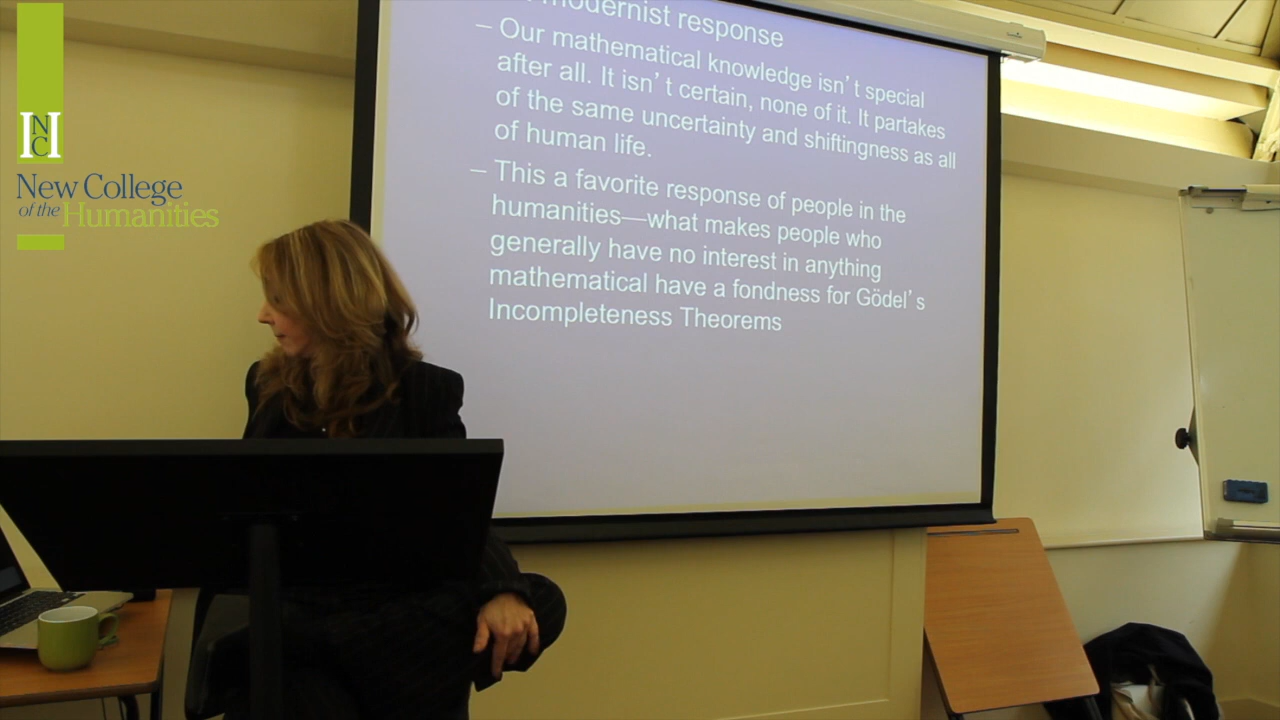 modernist response
– Our mathematical knowledge isn’t special
after all. It isn’t certain, none of it. It partakes
of the same uncertainty and shiftingness as all
of human life.
– This a favorite response of people in the
humanities—what makes people who
generally have no interest in anything
mathematical have a fondness for Gödel’s
Incompleteness Theorems
NCH
New College
of the Humanities